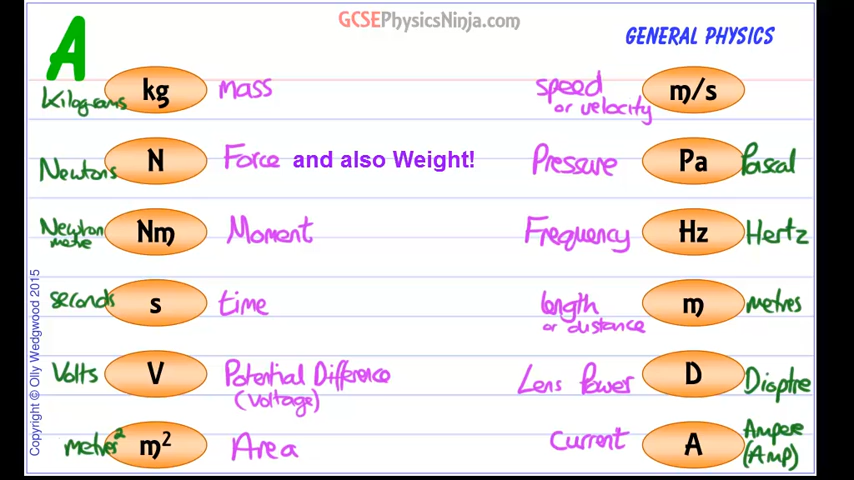 GCSEPhysicsNinja.com
GENERAL PHYSICS
A
Kilograms kg mass
speed or velocity m/s
Newtons N Force and also Weight!
Pressure Pa Pascal
Newton metre Nm Moment
Frequency Hz Hertz
seconds s time
length or distance m metres
Volts V Potential Difference (Voltage)
Lens Power D Dioptre
metres² m² Area
Current A Ampere (Amp)
Copyright © Olly Wedgwood 2015